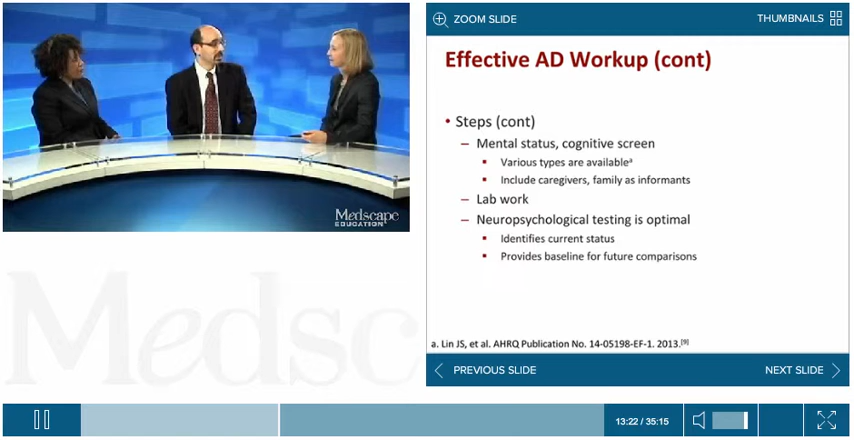 Medscape
EDUCATION
ZOOM SLIDE
THUMBNAILS
Effective AD Workup (cont)
• Steps (cont)
– Mental status, cognitive screen
▪ Various types are availableᵃ
▪ Include caregivers, family as informants
– Lab work
– Neuropsychological testing is optimal
▪ Identifies current status
▪ Provides baseline for future comparisons
a. Lin JS, et al. AHRQ Publication No. 14-05198-EF-1. 2013.[9]
PREVIOUS SLIDE
NEXT SLIDE
Medsc
13:22 / 35:15